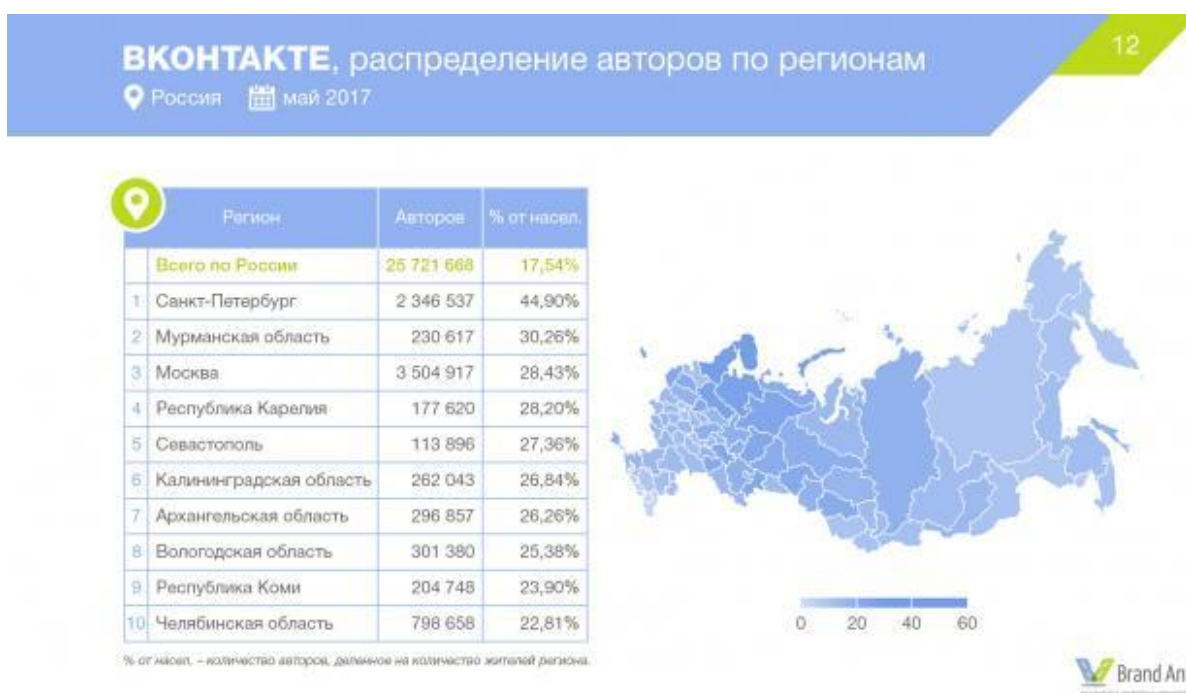 12
ВКОНТАКТЕ, распределение авторов по регионам
Россия май 2017
Регион Авторов % от насел.
Всего по России 25 721 668 17,54%
1 Санкт-Петербург 2 346 537 44,90%
2 Мурманская область 230 617 30,26%
3 Москва 3 504 917 28,43%
4 Республика Карелия 177 620 28,20%
5 Севастополь 113 896 27,36%
6 Калининградская область 262 043 26,84%
7 Архангельская область 296 857 26,26%
8 Вологодская область 301 380 25,38%
9 Республика Коми 204 748 23,90%
10 Челябинская область 798 658 22,81%
0 20 40 60
% от насел. – количество авторов, деленное на количество жителей региона.
Brand An